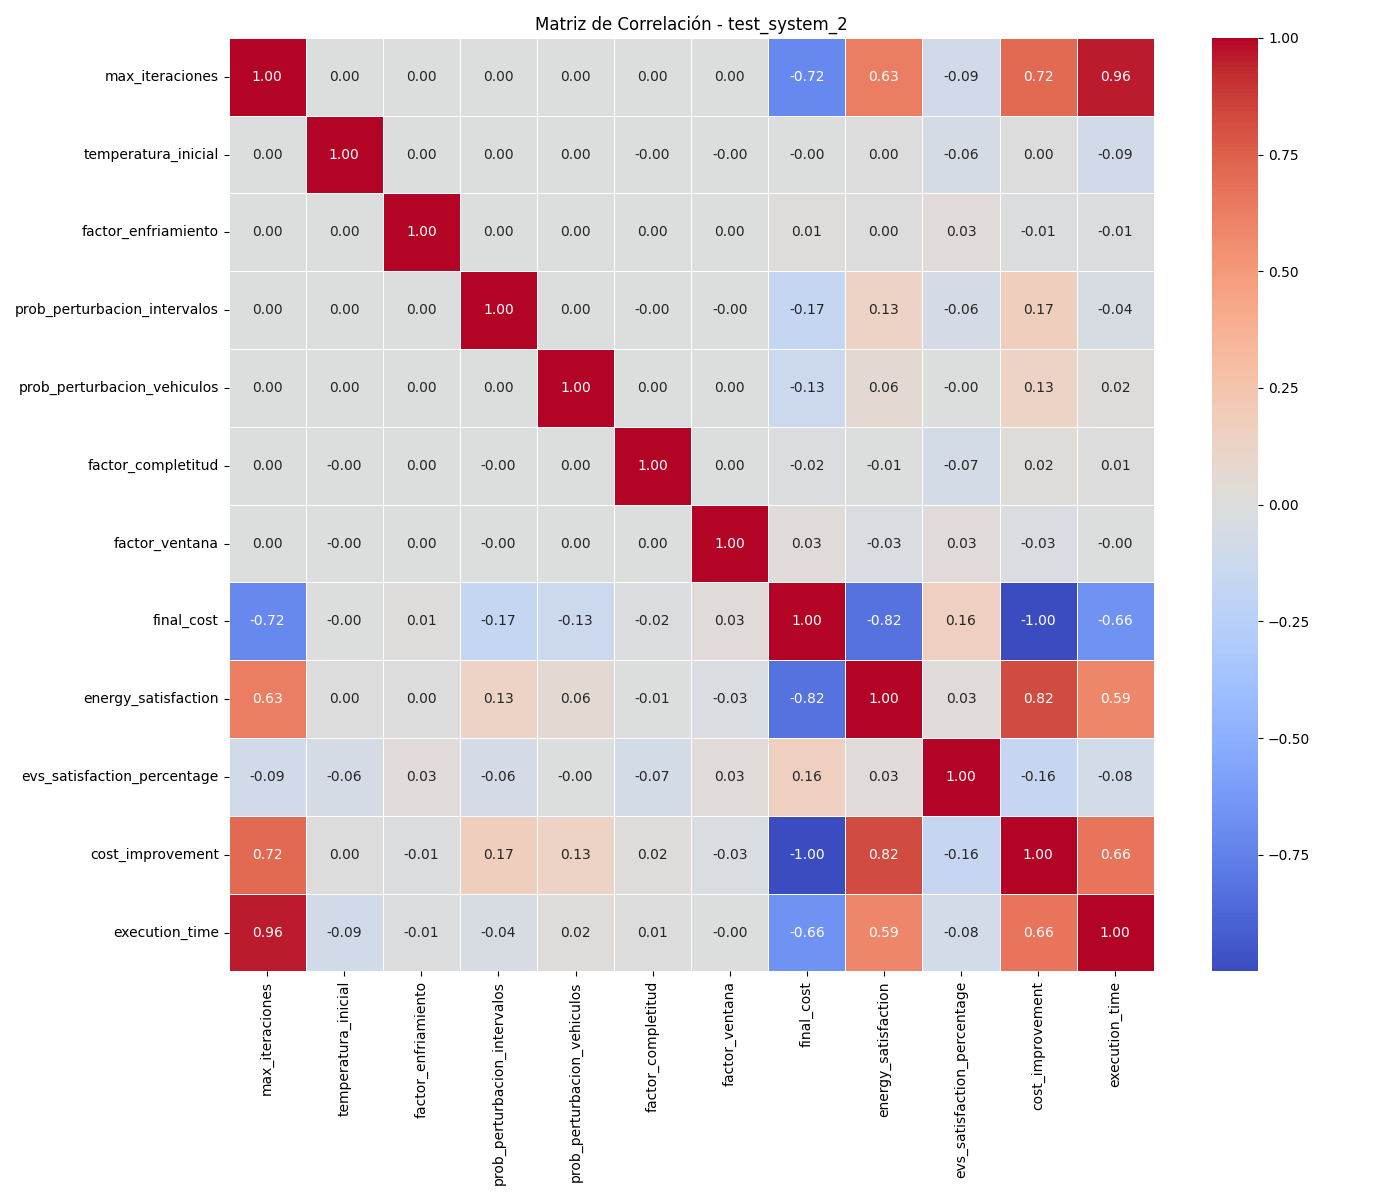 Matriz de Correlación - test_system_2
max_iteraciones 1.00 0.00 0.00 0.00 0.00 0.00 0.00 -0.72 0.63 -0.09 0.72 0.96
temperatura_inicial 0.00 1.00 0.00 0.00 0.00 -0.00 -0.00 -0.00 0.00 -0.06 0.00 -0.09
factor_enfriamiento 0.00 0.00 1.00 0.00 0.00 0.00 0.00 0.01 0.00 0.03 -0.01 -0.01
prob_perturbacion_intervalos 0.00 0.00 0.00 1.00 0.00 -0.00 -0.00 -0.17 0.13 -0.06 0.17 -0.04
prob_perturbacion_vehiculos 0.00 0.00 0.00 0.00 1.00 0.00 0.00 -0.13 0.06 -0.00 0.13 0.02
factor_completitud 0.00 -0.00 0.00 -0.00 0.00 1.00 0.00 -0.02 -0.01 -0.07 0.02 0.01
factor_ventana 0.00 -0.00 0.00 -0.00 0.00 0.00 1.00 0.03 -0.03 0.03 -0.03 -0.00
final_cost -0.72 -0.00 0.01 -0.17 -0.13 -0.02 0.03 1.00 -0.82 0.16 -1.00 -0.66
energy_satisfaction 0.63 0.00 0.00 0.13 0.06 -0.01 -0.03 -0.82 1.00 0.03 0.82 0.59
evs_satisfaction_percentage -0.09 -0.06 0.03 -0.06 -0.00 -0.07 0.03 0.16 0.03 1.00 -0.16 -0.08
cost_improvement 0.72 0.00 -0.01 0.17 0.13 0.02 -0.03 -1.00 0.82 -0.16 1.00 0.66
execution_time 0.96 -0.09 -0.01 -0.04 0.02 0.01 -0.00 -0.66 0.59 -0.08 0.66 1.00
max_iteraciones
temperatura_inicial
factor_enfriamiento
prob_perturbacion_intervalos
prob_perturbacion_vehiculos
factor_completitud
factor_ventana
final_cost
energy_satisfaction
evs_satisfaction_percentage
cost_improvement
execution_time
1.00
0.75
0.50
0.25
0.00
−0.25
−0.50
−0.75